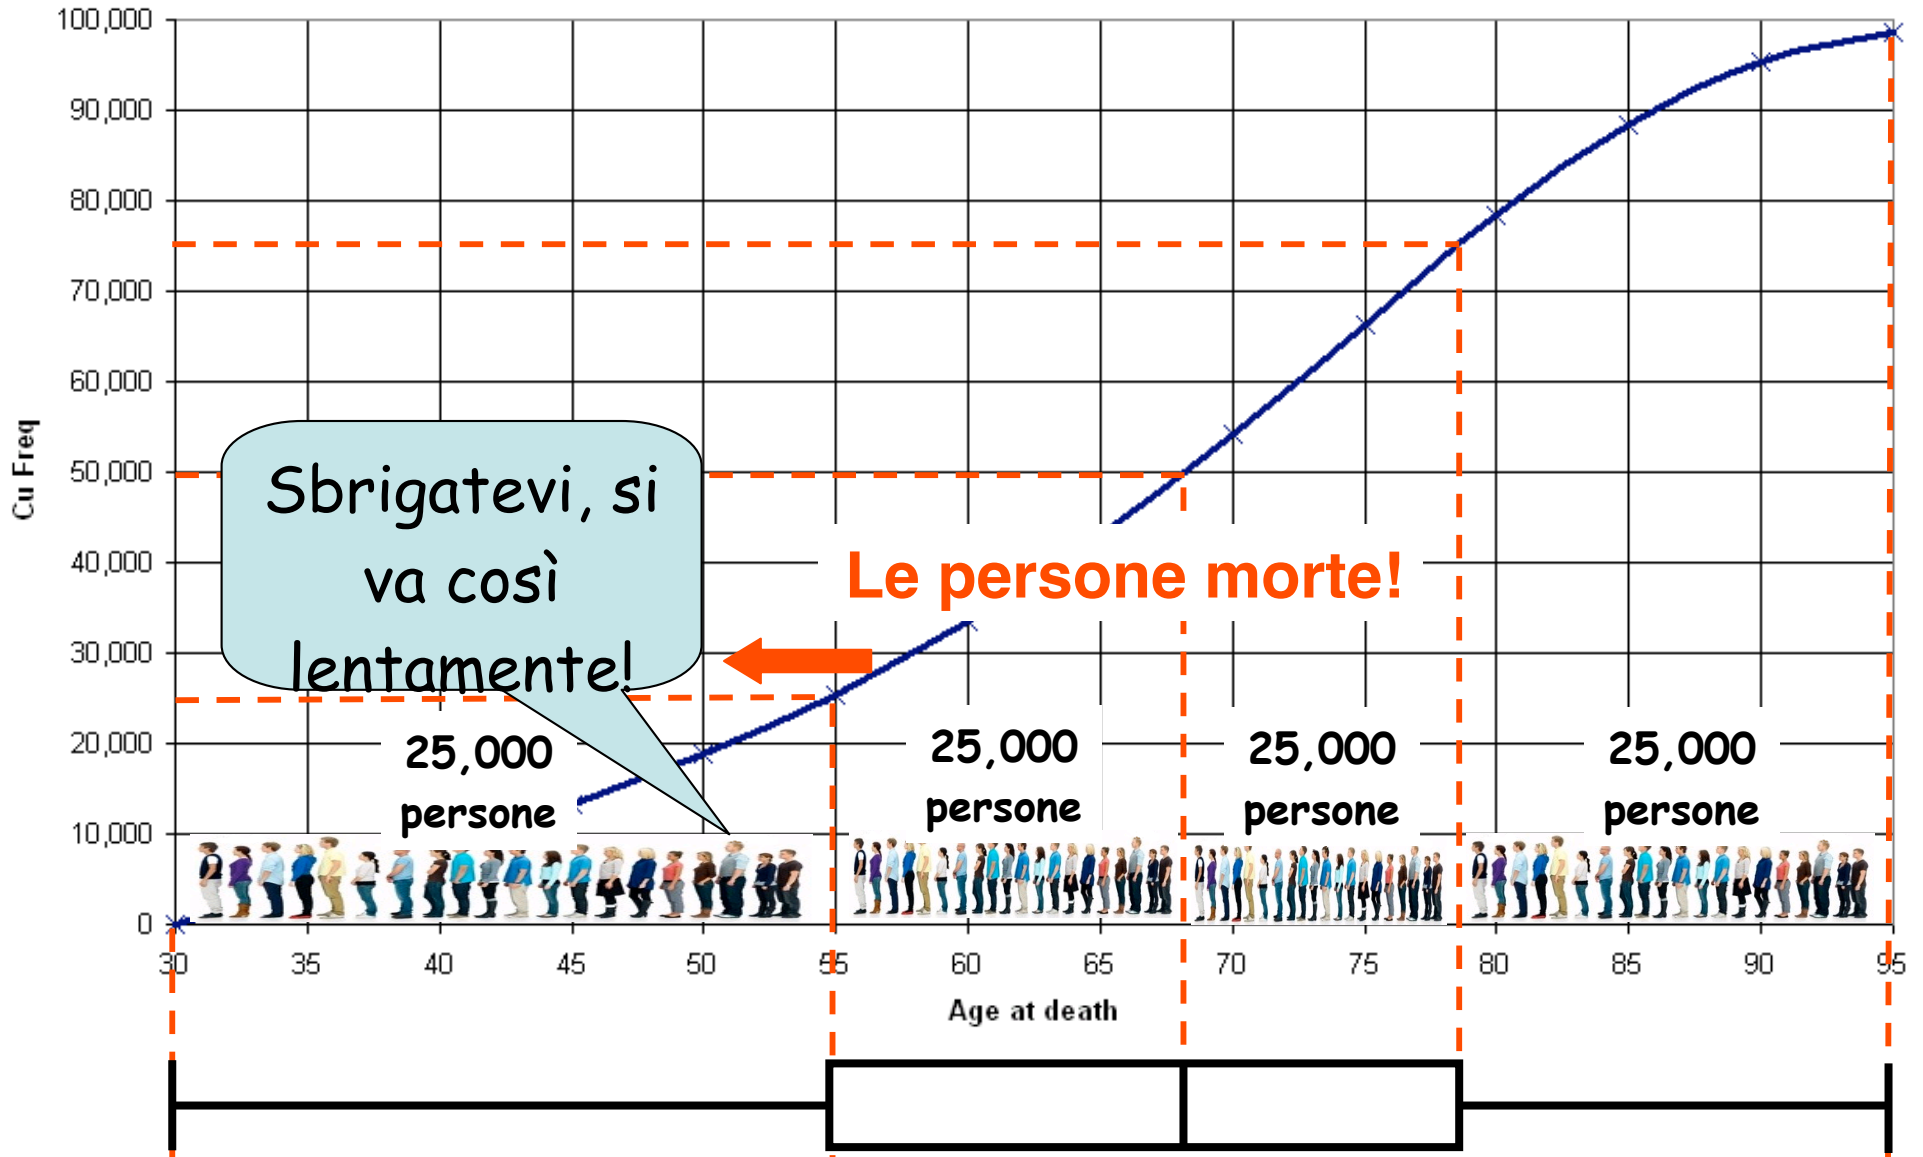 100,000
90,000
80,000
70,000
60,000
50,000
40,000
30,000
20,000
10,000
0
Cu Freq
Sbrigatevi, si
va così
lentamente!
Le persone morte!
25,000
persone
25,000
persone
25,000
persone
25,000
persone
30 35 40 45 50 55 60 65 70 75 80 85 90 95
Age at death